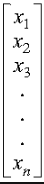 x₁
x₂
x₃
.
.
.
xₙ